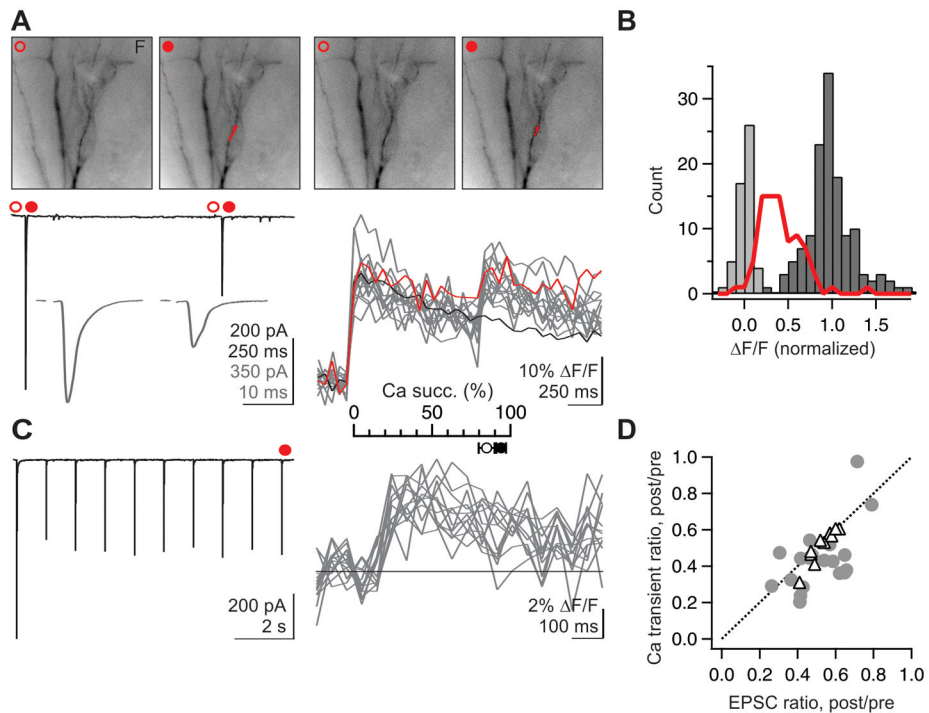 A
F
200 pA
250 ms
350 pA
10 ms
10% ΔF/F
250 ms
Ca succ. (%)
0 50 100
B
Count
30
20
10
0
0.0 0.5 1.0 1.5
ΔF/F (normalized)
C
200 pA
2 s
2% ΔF/F
100 ms
D
Ca transient ratio, post/pre
1.0
0.8
0.6
0.4
0.2
0.0
0.0 0.2 0.4 0.6 0.8 1.0
EPSC ratio, post/pre